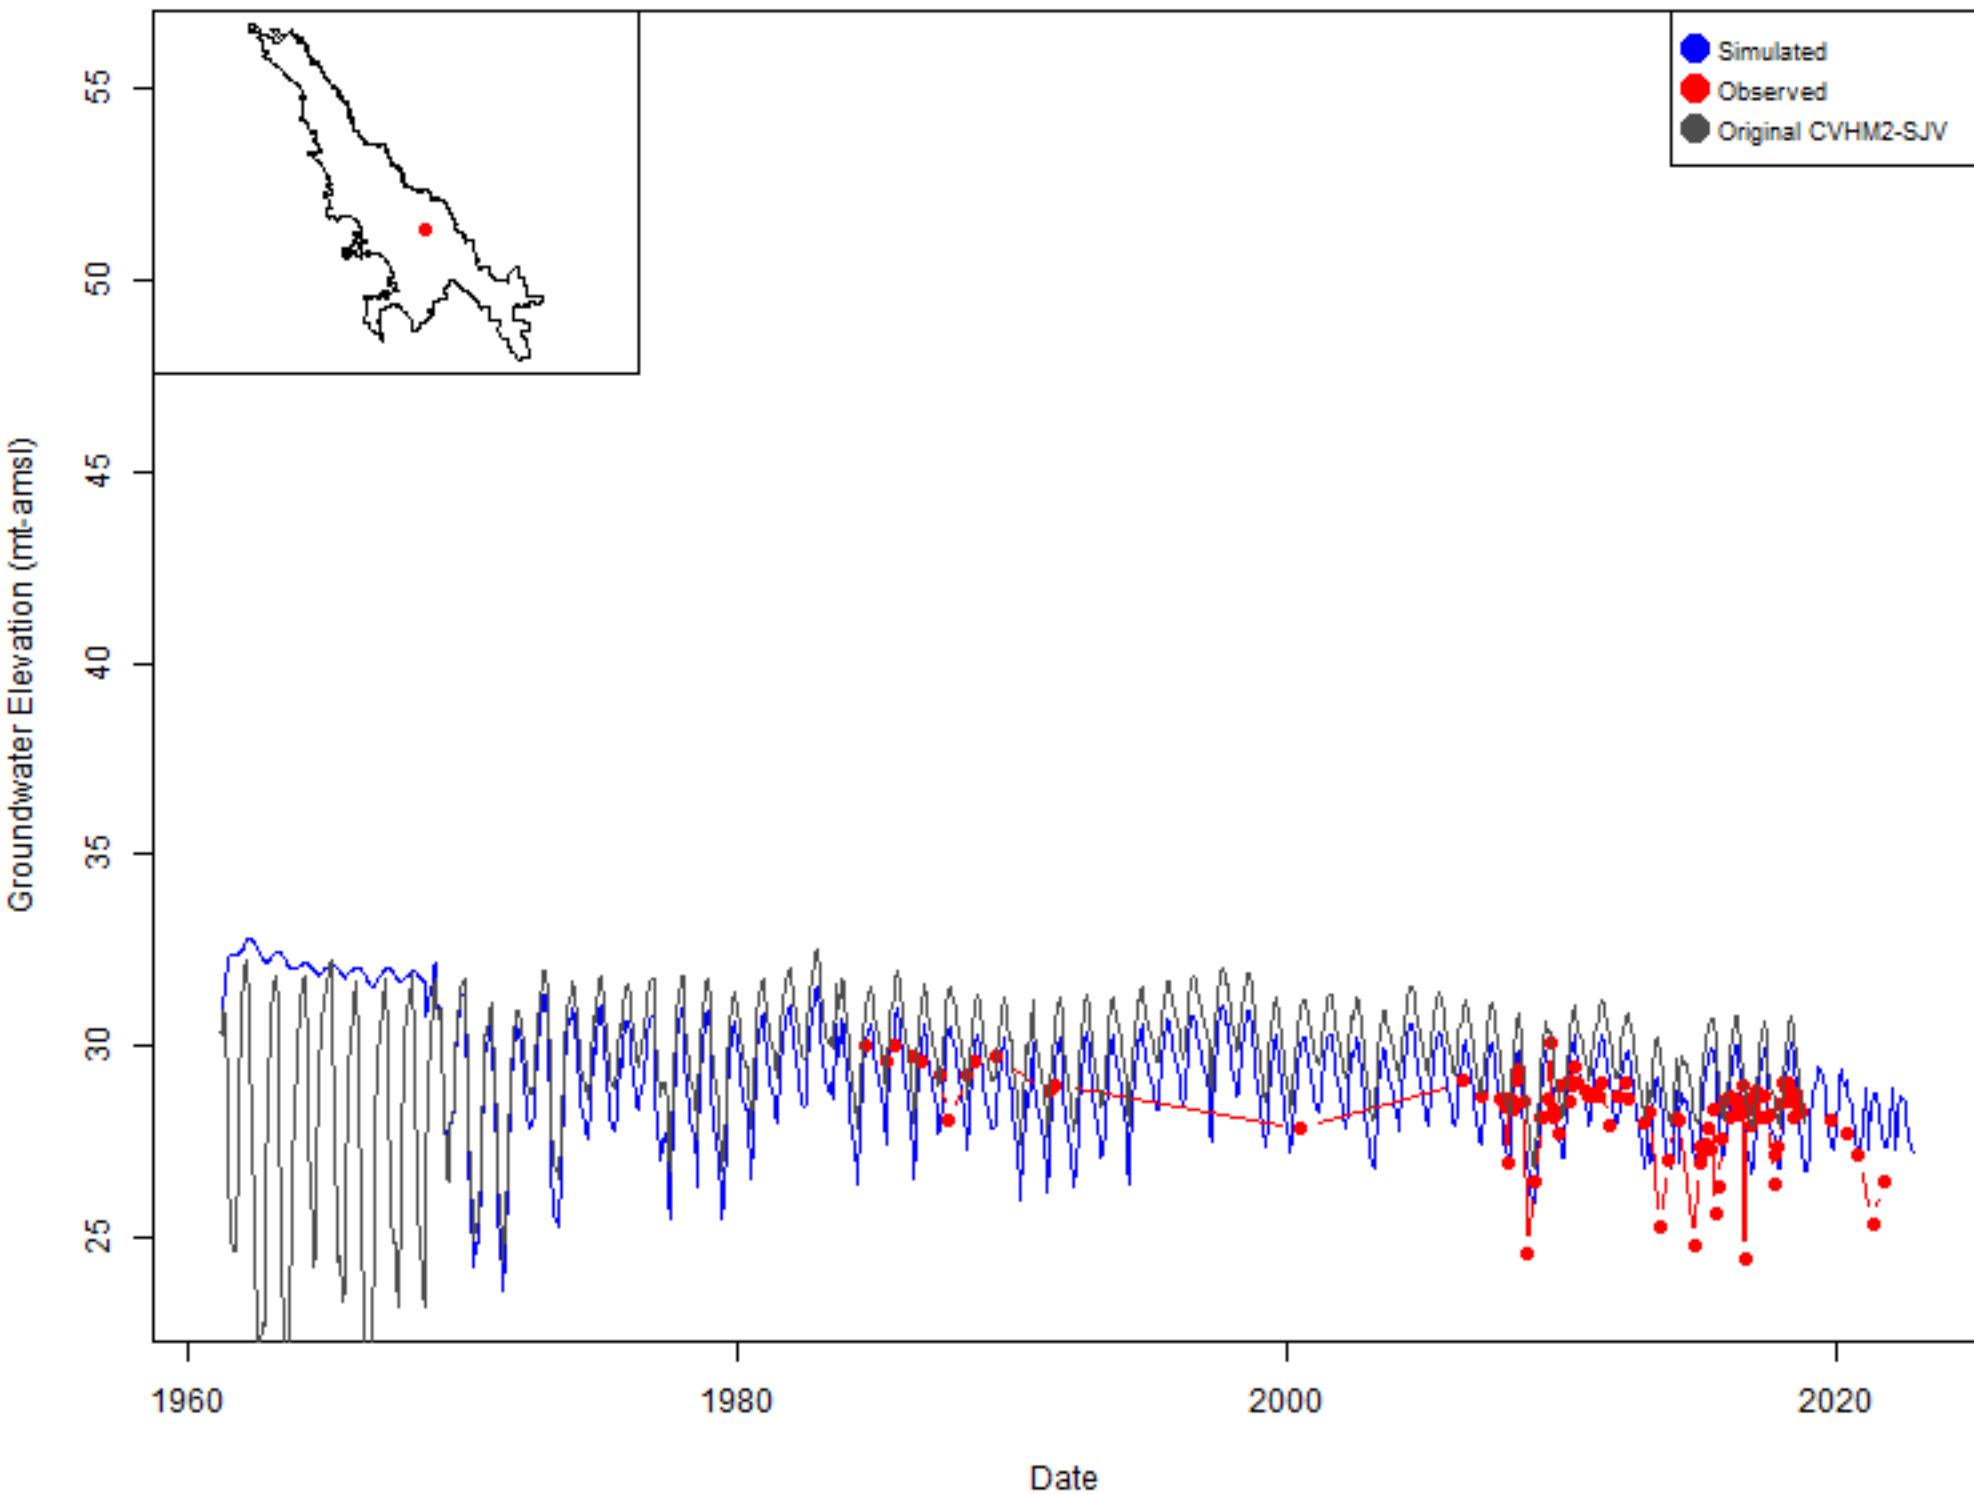 Simulated
Observed
Original CVHM2-SJV
Groundwater Elevation (mt-amsl)
55
50
45
40
35
30
25
1960
1980
2000
2020
Date